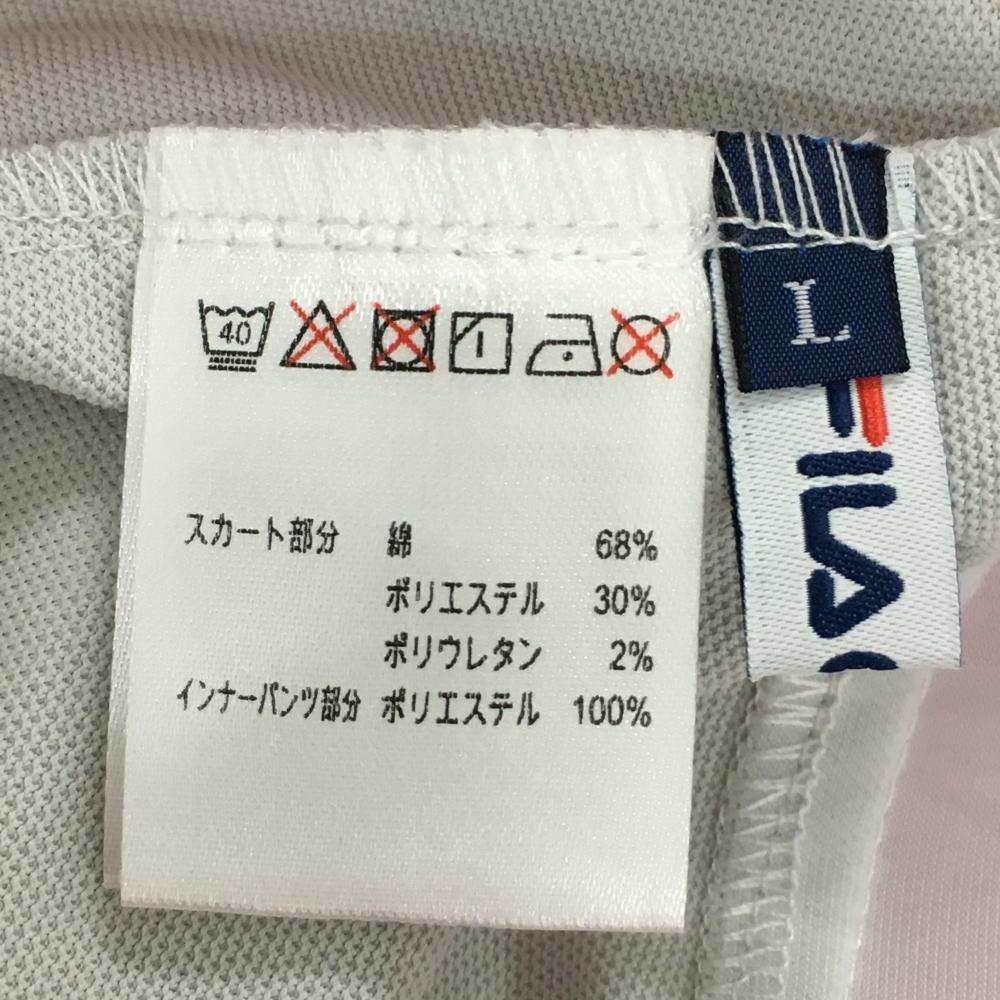 40
L
FILA
スカート部分 綿 68%
ポリエステル 30%
ポリウレタン 2%
インナーパンツ部分 ポリエステル 100%